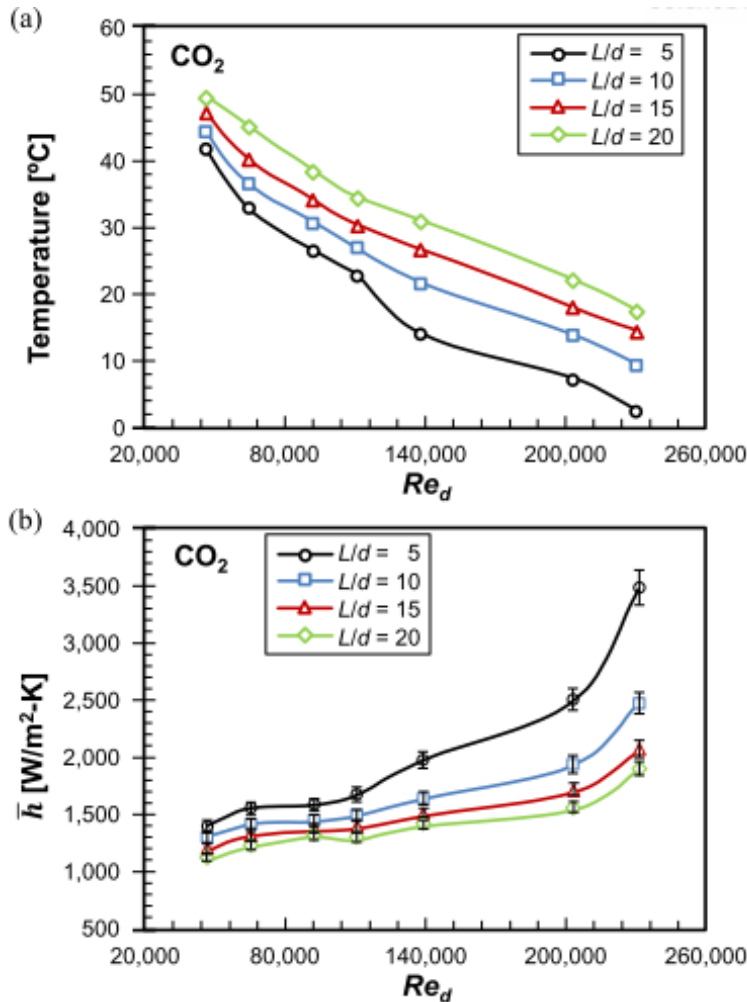 (a)
60
50
40
30
20
10
0
Temperature [ºC]
CO2
L/d = 5
L/d = 10
L/d = 15
L/d = 20
20,000 80,000 140,000 200,000 260,000
Red
(b)
4,000
3,500
3,000
2,500
2,000
1,500
1,000
500
h̅ [W/m²-K]
CO2
L/d = 5
L/d = 10
L/d = 15
L/d = 20
20,000 80,000 140,000 200,000 260,000
Red